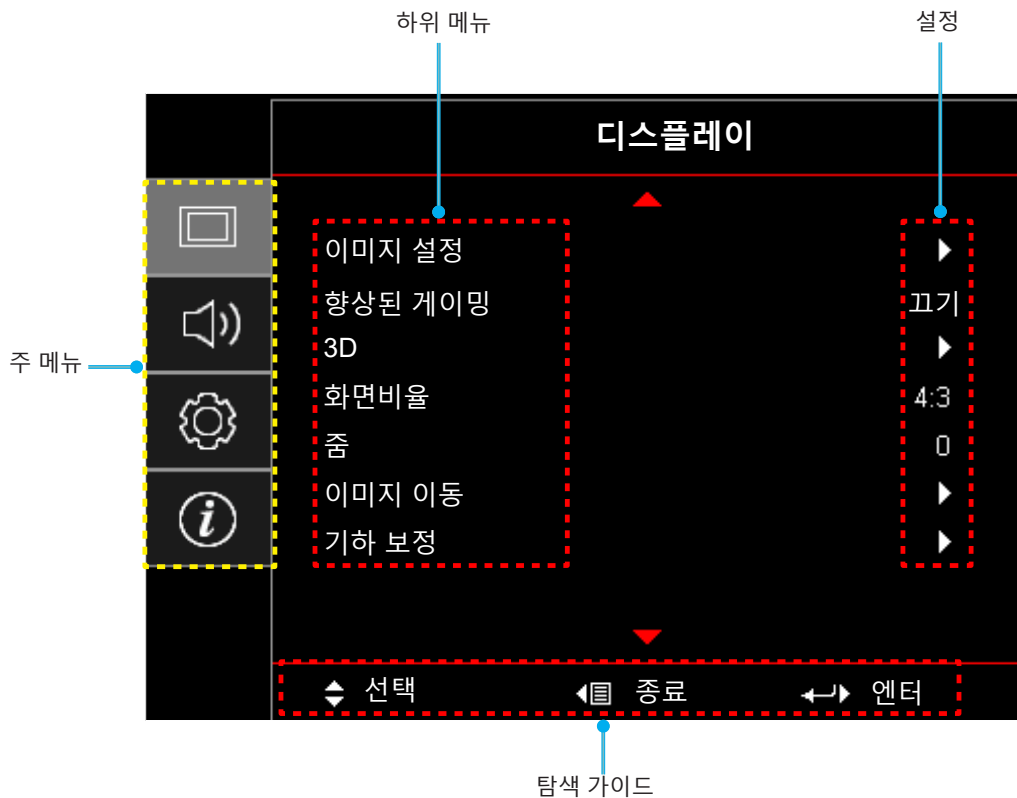 하위 메뉴 설정
디스플레이
이미지 설정
향상된 게이밍 끄기
3D
화면비율 4:3
줌 0
이미지 이동
기하 보정
주 메뉴
선택 종료 엔터
탐색 가이드